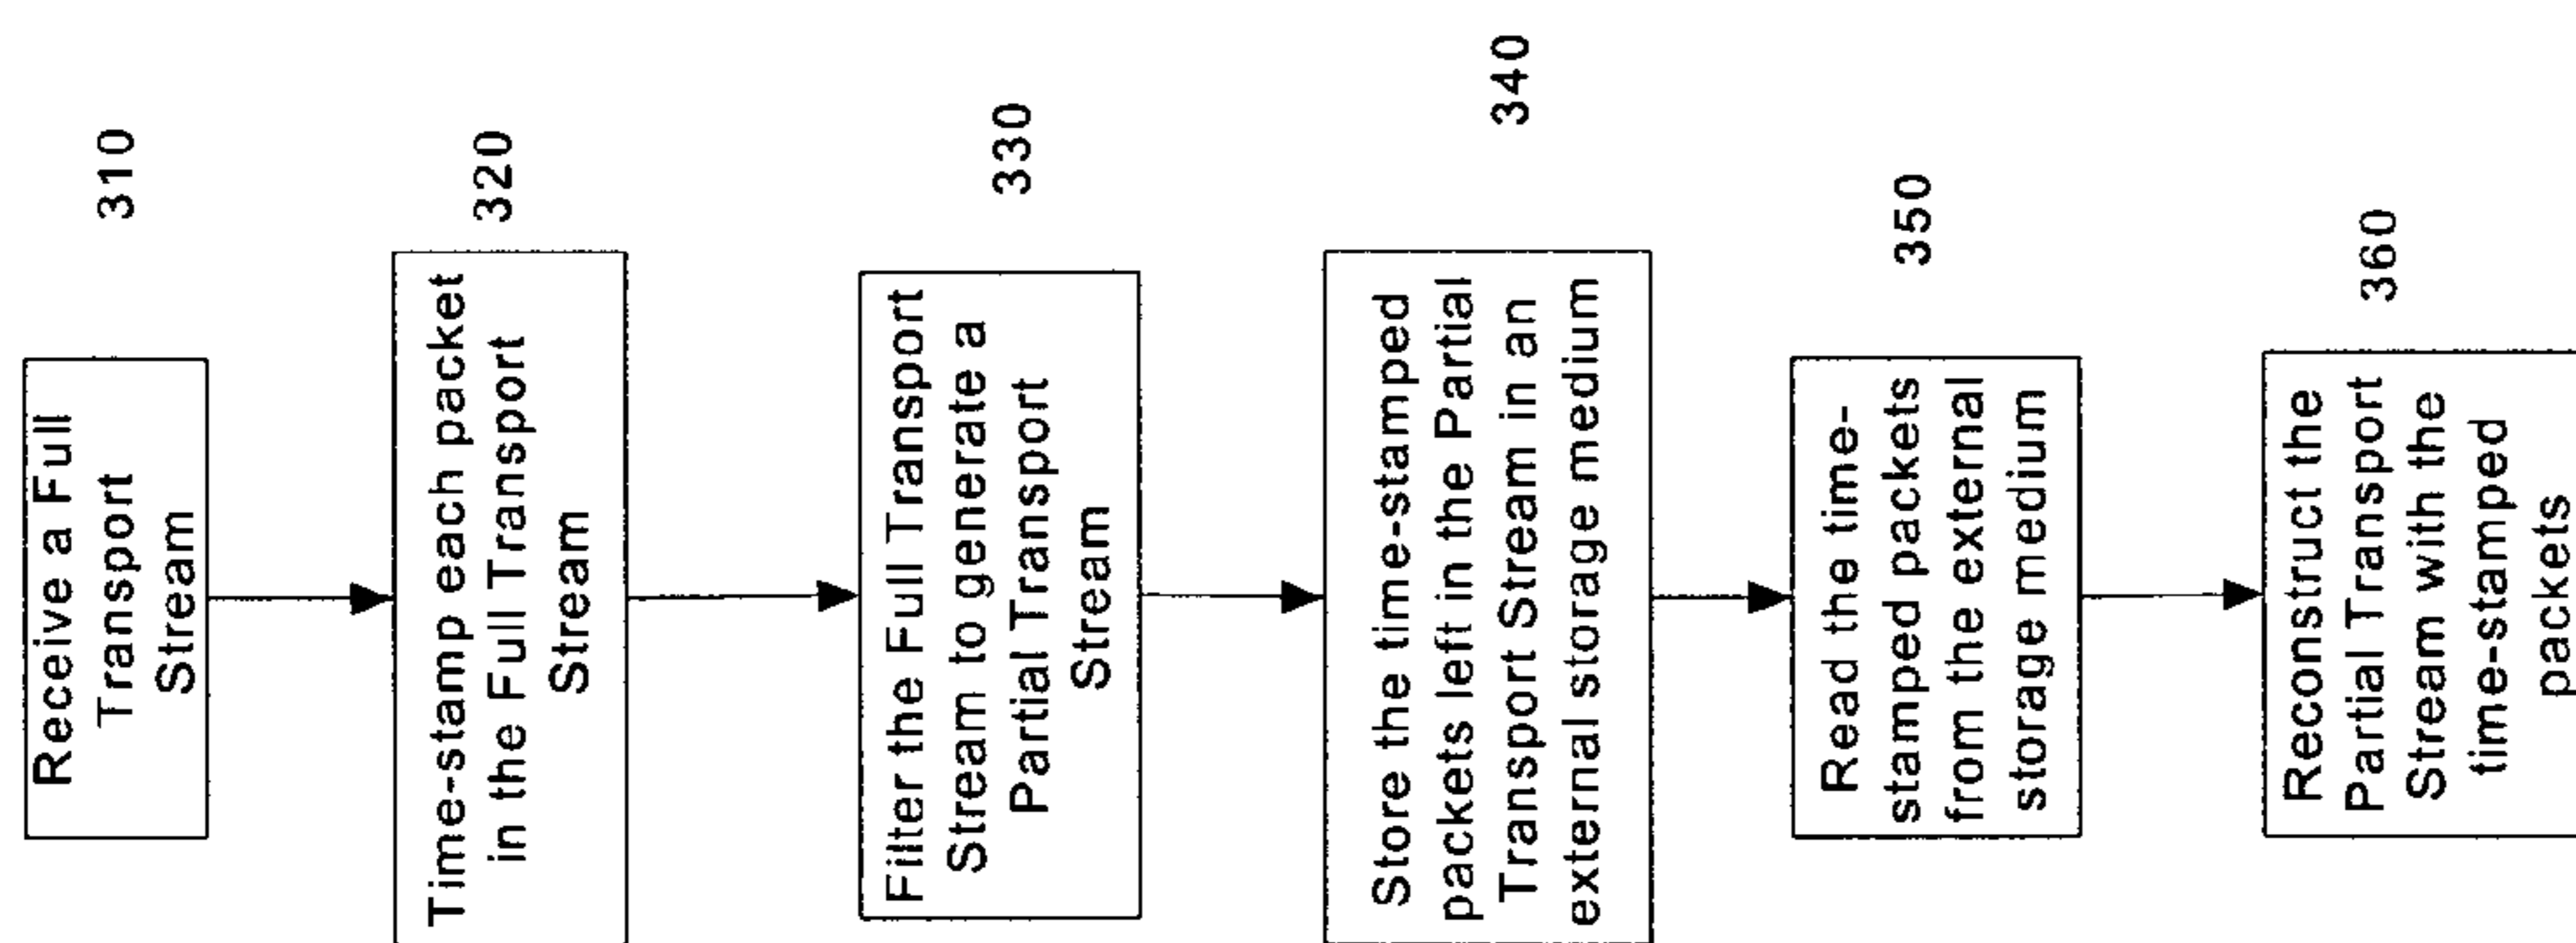 Receive a Full
Transport
Stream
310
Time-stamp each packet
in the Full Transport
Stream
320
Filter the Full Transport
Stream to generate a
Partial Transport
Stream
330
Store the time-stamped
packets left in the Partial
Transport Stream in an
external storage medium
340
Read the time-
stamped packets
from the external
storage medium
350
Reconstruct the
Partial Transport
Stream with the
time-stamped
packets
360